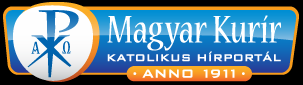 Α Ω
Magyar Kurír
KATOLIKUS HÍRPORTÁL
• ANNO 1911 •